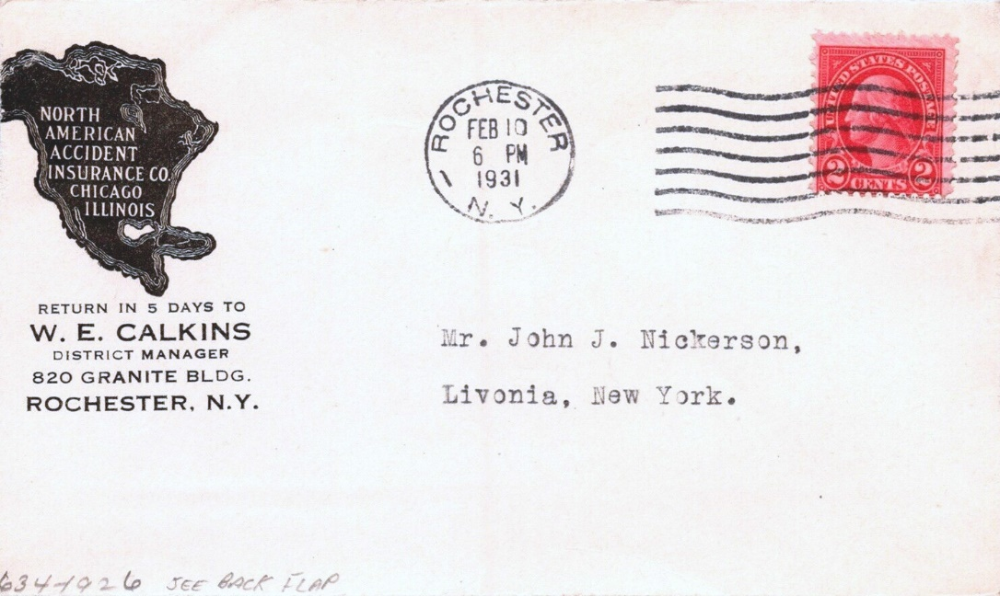 NORTH
AMERICAN
ACCIDENT
INSURANCE CO.
CHICAGO
ILLINOIS
RETURN IN 5 DAYS TO
W. E. CALKINS
DISTRICT MANAGER
820 GRANITE BLDG.
ROCHESTER, N.Y.
ROCHESTER
FEB 10
6 PM
1931
N. Y.
1
UNITED STATES POSTAGE
2 CENTS 2
Mr. John J. Nickerson,
Livonia, New York.
634-1926 SEE BACK FLAP